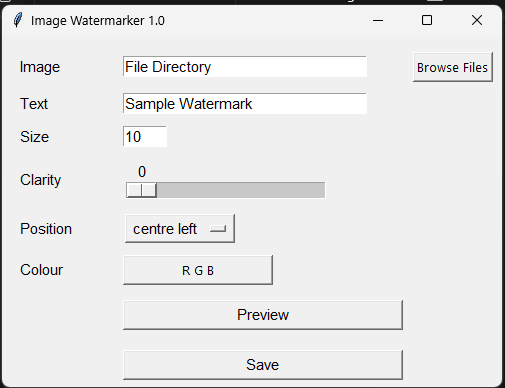 Image Watermarker 1.0
Image File Directory Browse Files
Text Sample Watermark
Size 10
0
Clarity
Position centre left
Colour R G B
Preview
Save